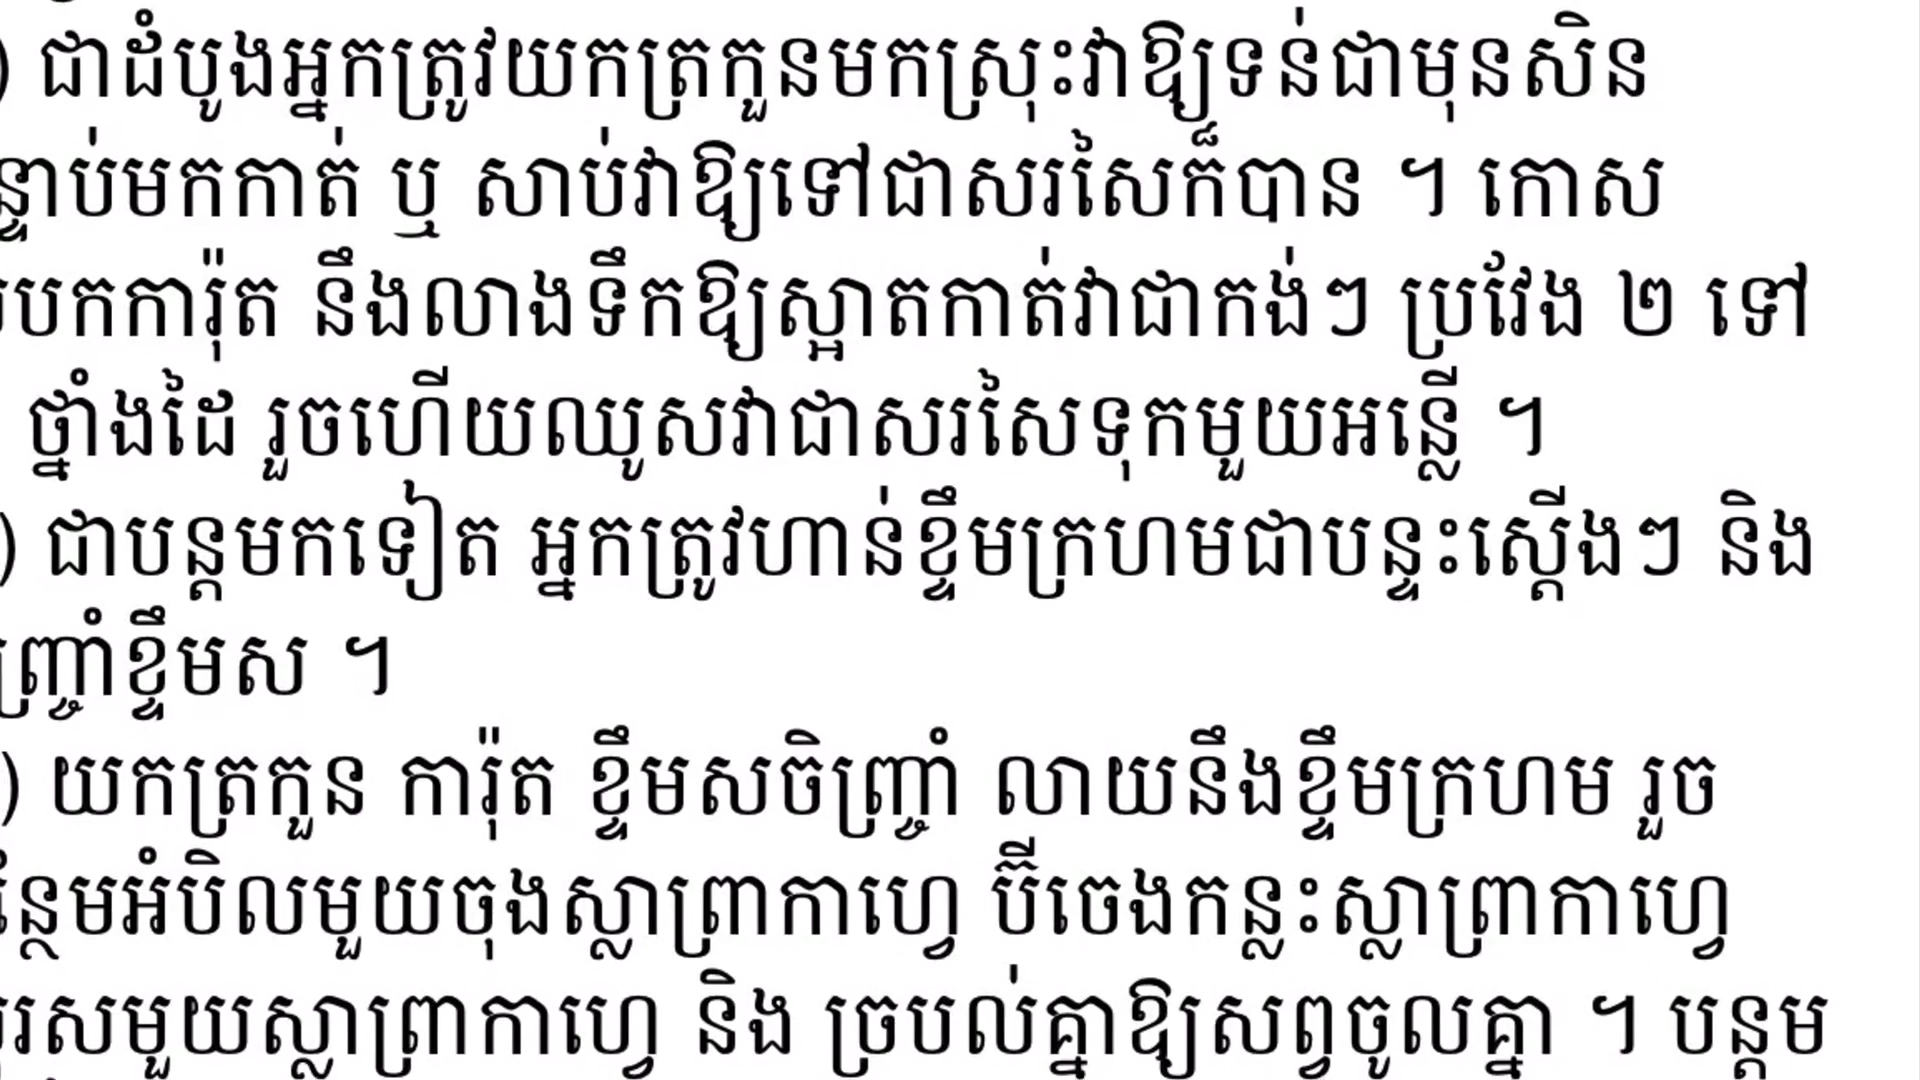 ) ជាដំបូងអ្នកត្រូវយកត្រកួនមកស្រុះវាឱ្យទន់ជាមុនសិន
ន្ទាប់មកកាត់ ឬ សាប់វាឱ្យទៅជាសរសៃក៏បាន ។ កោស
បកការ៉ុត នឹងលាងទឹកឱ្យស្អាតកាត់វាជាកង់ៗ ប្រវែង ២ ទៅ
ថ្នាំងដៃ រួចហើយឈូសវាជាសរសៃទុកមួយអន្លើ ។
) ជាបន្តមកទៀត អ្នកត្រូវហាន់ខ្ទឹមក្រហមជាបន្ទះស្តើងៗ និង
ញ្ច្រាំខ្ទឹមស ។
) យកត្រកួន ការ៉ុត ខ្ទឹមសចិញ្ច្រាំ លាយនឹងខ្ទឹមក្រហម រួច
ន្ថែមអំបិលមួយចុងស្លាព្រាកាហ្វេ ប៊ីចេងកន្លះស្លាព្រាកាហ្វេ
រសមួយស្លាព្រាកាហ្វេ និង ច្របល់គ្នាឱ្យសព្វចូលគ្នា ។ បន្តម